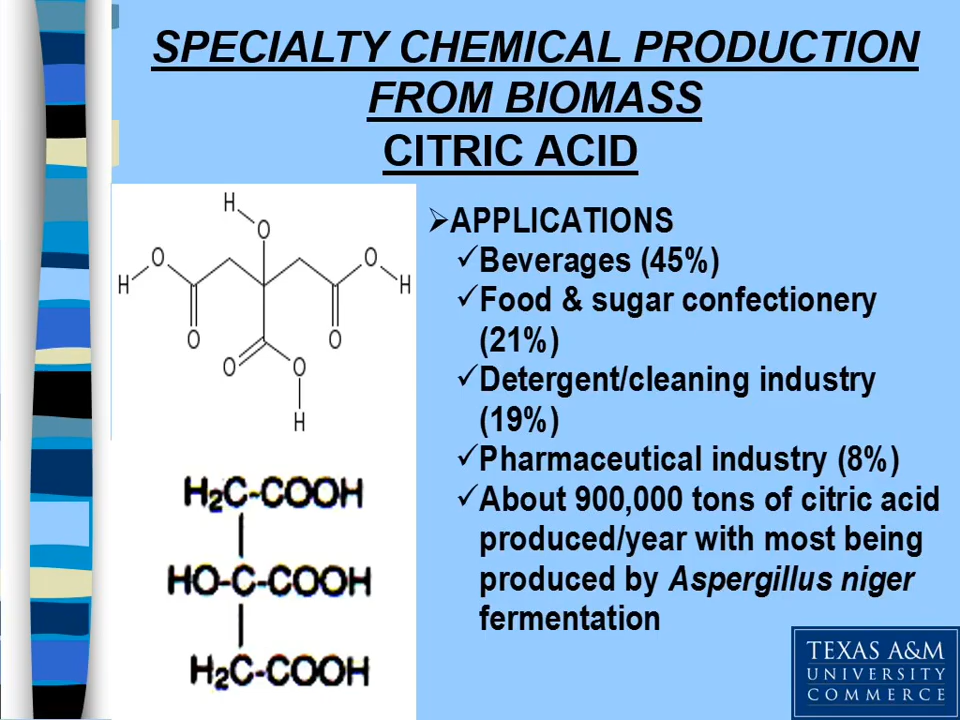 SPECIALTY CHEMICAL PRODUCTION
FROM BIOMASS
CITRIC ACID
H
O
O
H
O
O
H
O
O
O
H
H₂C-COOH
HO-C-COOH
H₂C-COOH
➢APPLICATIONS
✓Beverages (45%)
✓Food & sugar confectionery
(21%)
✓Detergent/cleaning industry
(19%)
✓Pharmaceutical industry (8%)
✓About 900,000 tons of citric acid
produced/year with most being
produced by Aspergillus niger
fermentation
TEXAS A&M
UNIVERSITY
COMMERCE